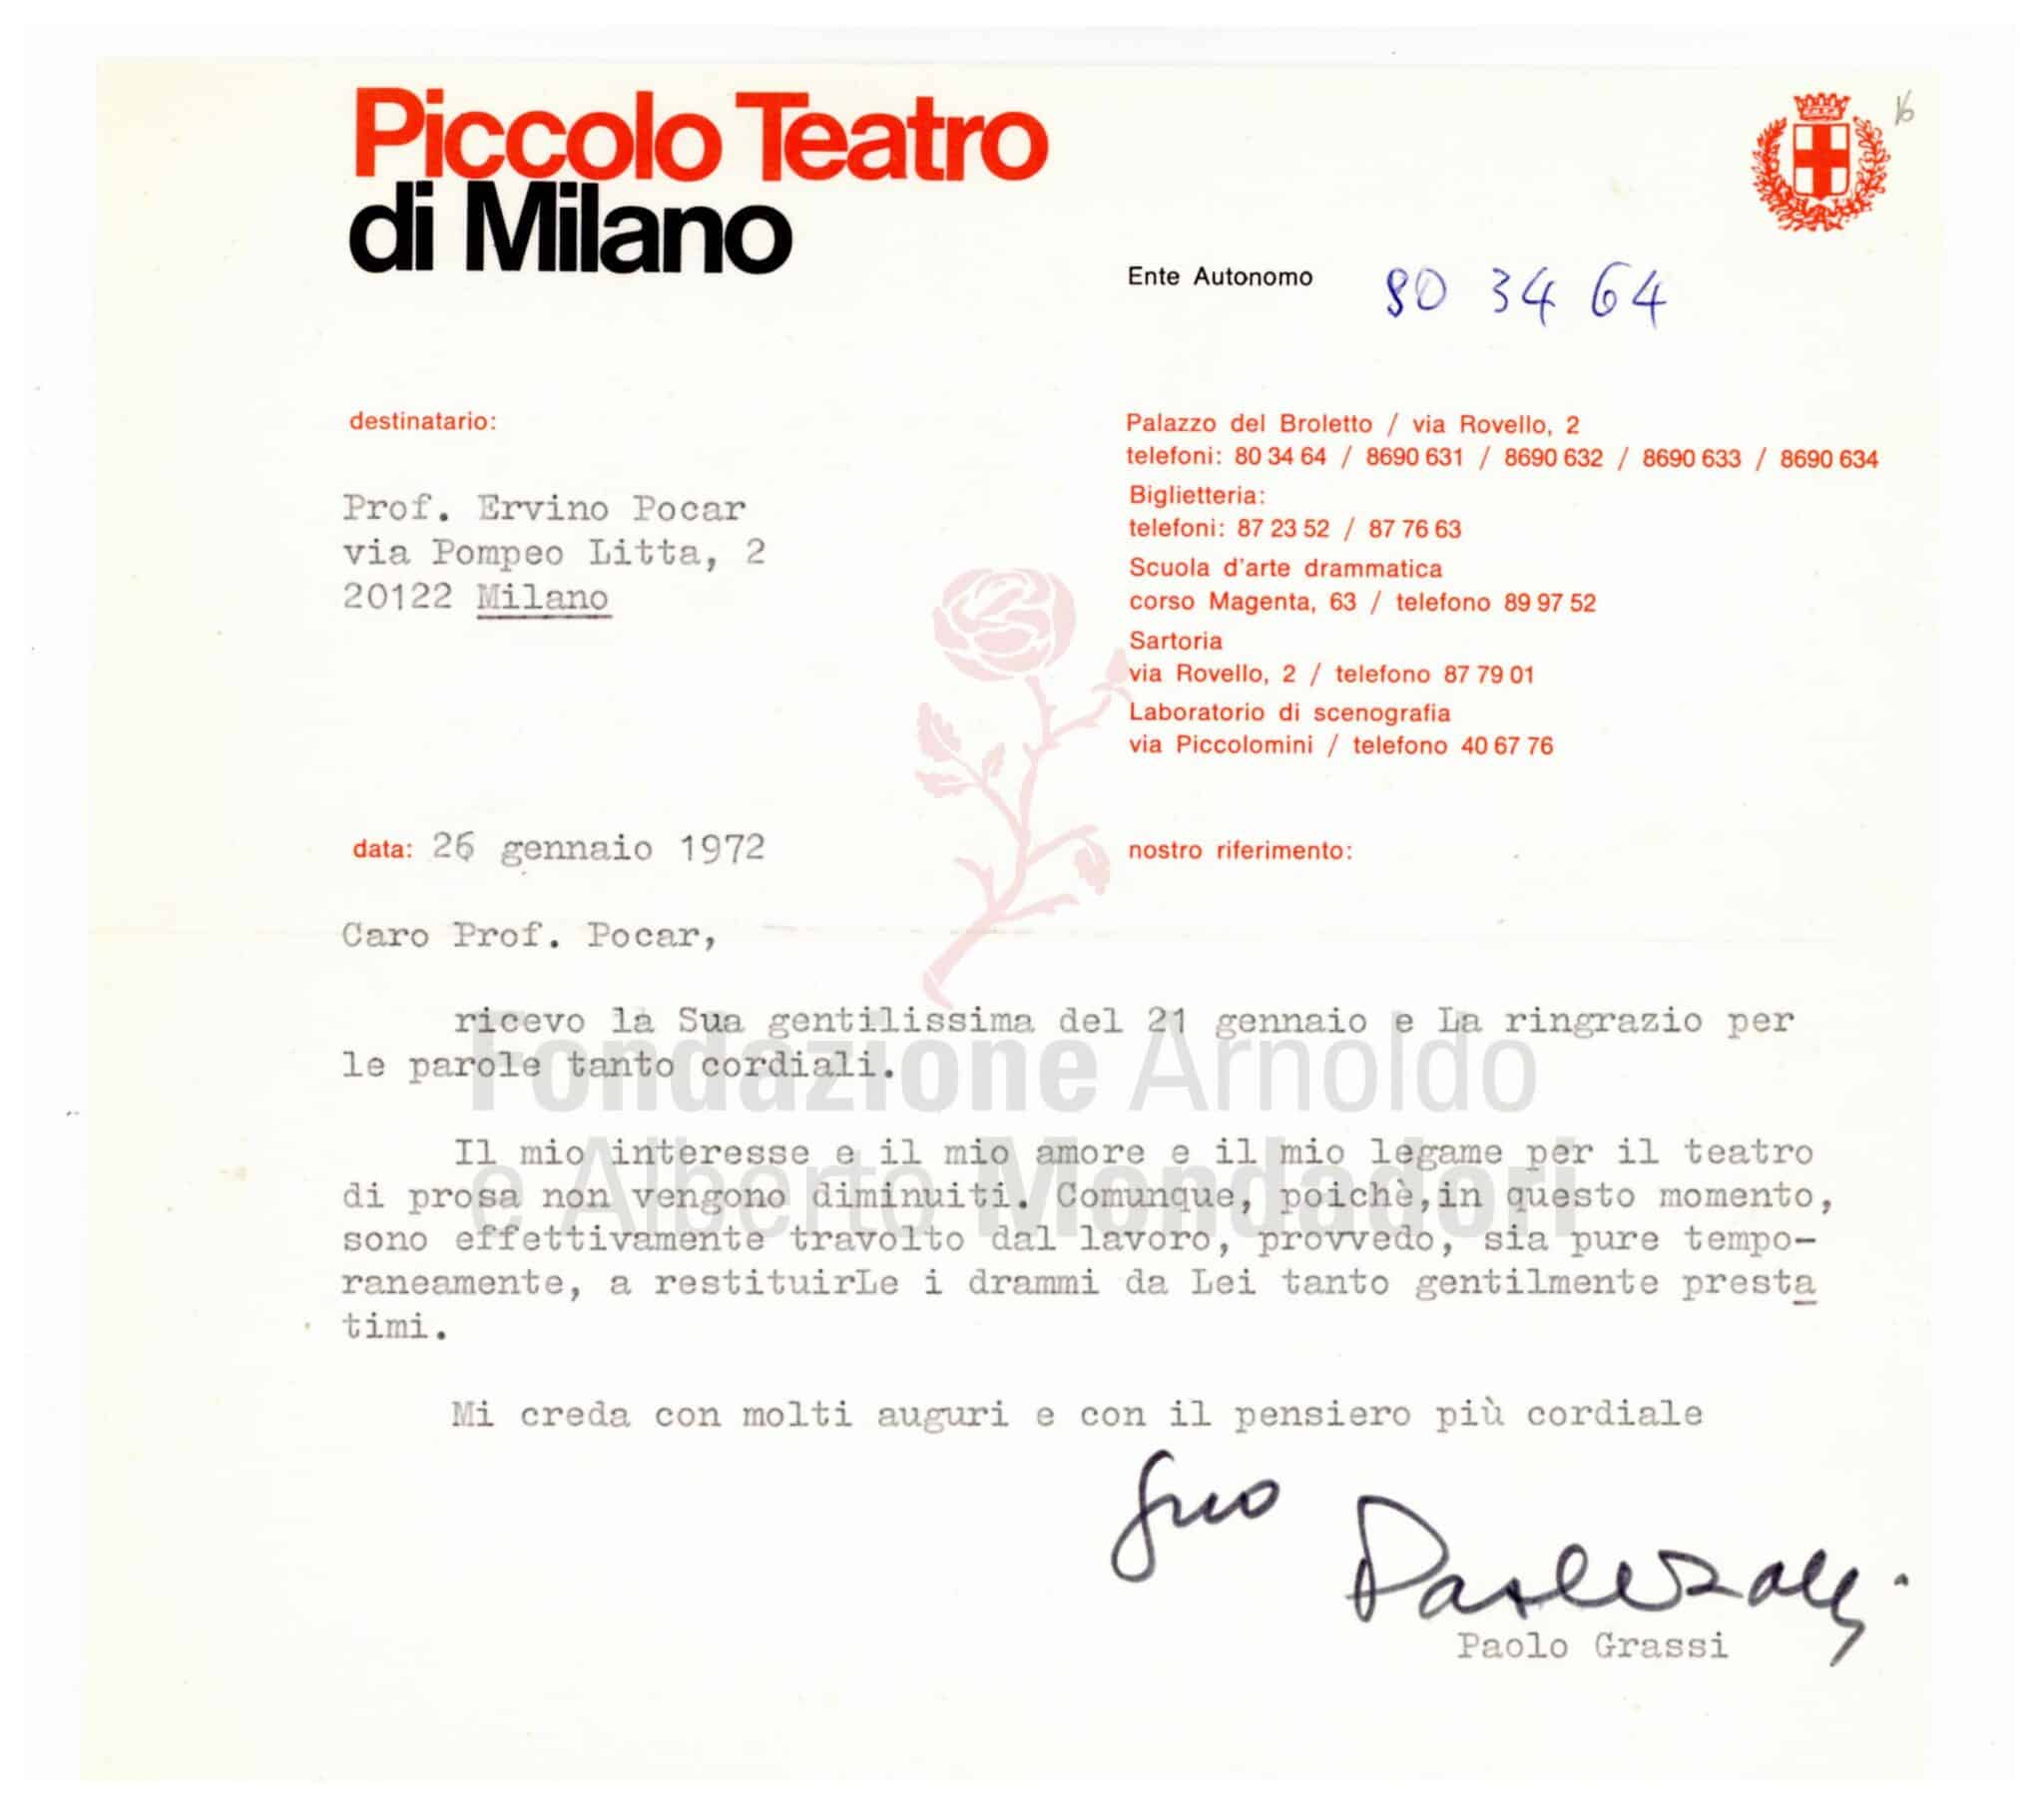 Piccolo Teatro
di Milano
16
Ente Autonomo
80 34 64
destinatario:
Prof. Ervino Pocar
via Pompeo Litta, 2
20122 Milano
Palazzo del Broletto / via Rovello, 2
telefoni: 80 34 64 / 8690 631 / 8690 632 / 8690 633 / 8690 634
Biglietteria:
telefoni: 87 23 52 / 87 76 63
Scuola d'arte drammatica
corso Magenta, 63 / telefono 89 97 52
Sartoria
via Rovello, 2 / telefono 87 79 01
Laboratorio di scenografia
via Piccolomini / telefono 40 67 76
data: 26 gennaio 1972
nostro riferimento:
Caro Prof. Pocar,
ricevo la Sua gentilissima del 21 gennaio e La ringrazio per
le parole tanto cordiali.
Il mio interesse e il mio amore e il mio legame per il teatro
di prosa non vengono diminuiti. Comunque, poichè,in questo momento,
sono effettivamente travolto dal lavoro, provvedo, sia pure tempo-
raneamente, a restituirLe i drammi da Lei tanto gentilmente presta
timi.
Mi creda con molti auguri e con il pensiero più cordiale
suo
Paolo Grassi
Paolo Grassi
Fondazione Arnoldo
e Alberto Mondadori